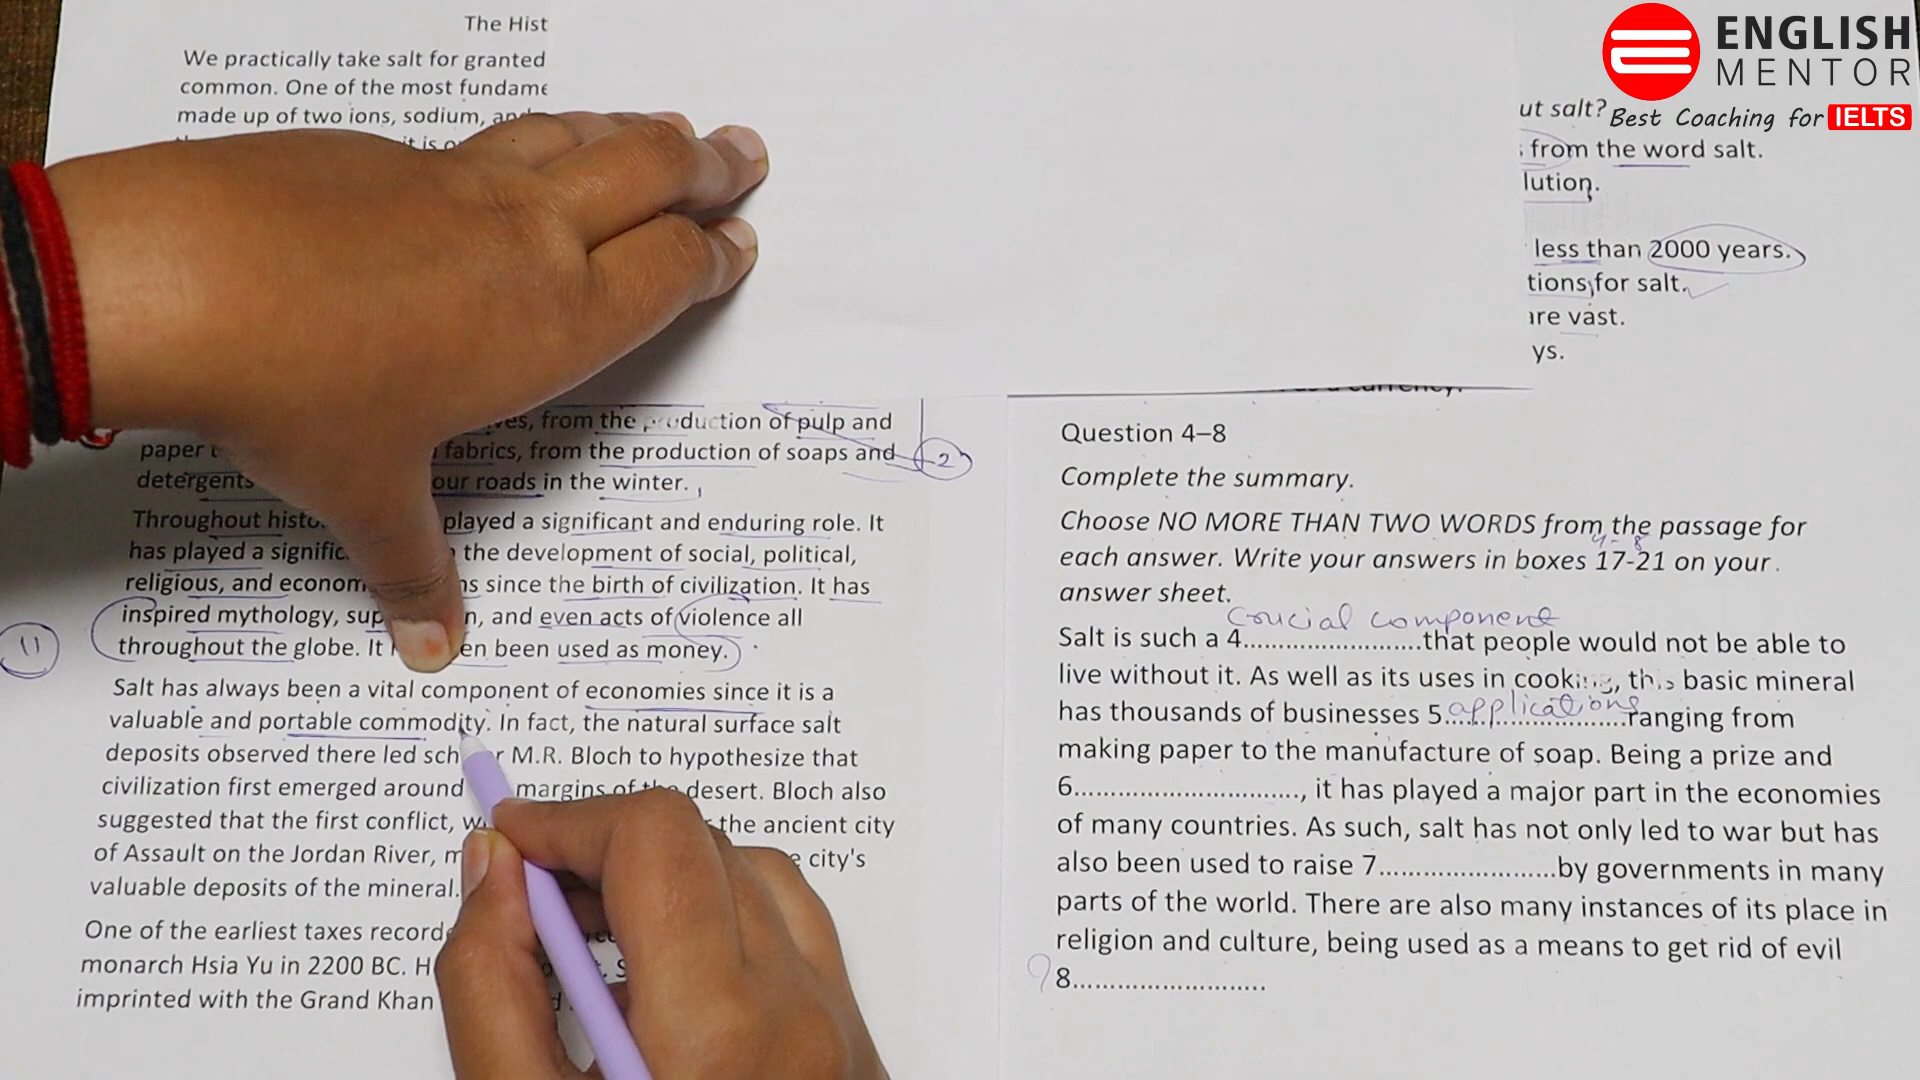 The Hist
We practically take salt for granted
common. One of the most fundame
made up of two ions, sodium, and
it is
from the production of pulp and
paper fabrics, from the production of soaps and
detergents our roads in the winter.
2
Throughout played a significant and enduring role. It
has played a the development of social, political,
religious, and since the birth of civilization. It has
inspired mythology, and even acts of violence all
throughout the globe. It been used as money.
11
Salt has always been a vital component of economies since it is a
valuable and portable commodity. In fact, the natural surface salt
deposits observed there led M.R. Bloch to hypothesize that
civilization first emerged around margins of the desert. Bloch also
suggested that the first conflict, the ancient city
of Assault on the Jordan River, city's
valuable deposits of the mineral.
One of the earliest taxes
monarch Hsia Yu in 2200 BC.
imprinted with the Grand Khan
ENGLISH
MENTOR
Best Coaching for IELTS
ut salt?
from the word salt.
lution.
less than 2000 years.
tions for salt.
are vast.
ys.
Question 4–8
Complete the summary.
Choose NO MORE THAN TWO WORDS from the passage for
4-8
each answer. Write your answers in boxes 17-21 on your
answer sheet.
Crucial component
Salt is such a 4........................that people would not be able to
live without it. As well as its uses in cooking, this basic mineral
has thousands of businesses 5 applications ranging from
making paper to the manufacture of soap. Being a prize and
6............................., it has played a major part in the economies
of many countries. As such, salt has not only led to war but has
also been used to raise 7.......................by governments in many
parts of the world. There are also many instances of its place in
religion and culture, being used as a means to get rid of evil
8.........................